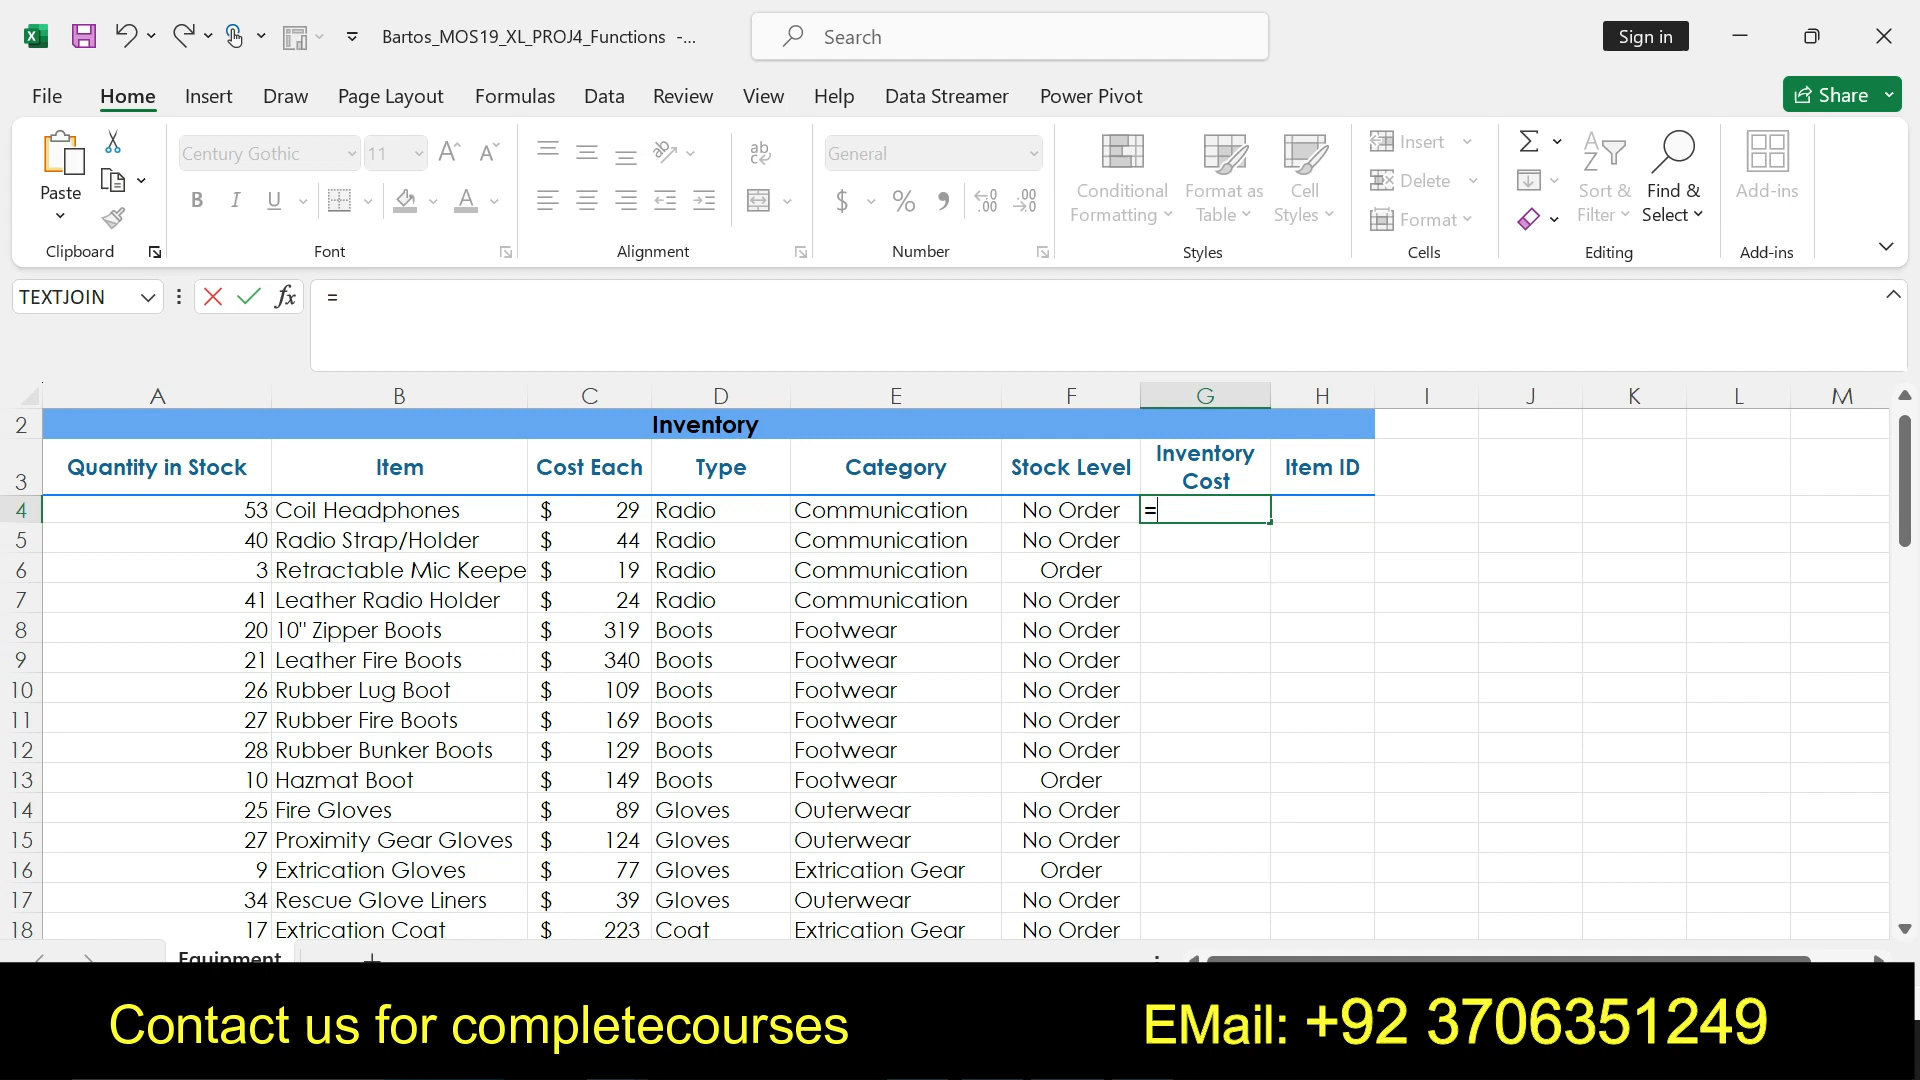 Bartos_MOS19_XL_PROJ4_Functions -...
Search
Sign in
File Home Insert Draw Page Layout Formulas Data Review View Help Data Streamer Power Pivot
Share
Paste
Century Gothic 11
General
Conditional Formatting
Format as Table
Cell Styles
Insert
Delete
Format
Sort & Filter
Find & Select
Add-ins
Clipboard Font Alignment Number Styles Cells Editing Add-ins
TEXTJOIN fx =
A B C D E F G H I J K L M
2 Inventory
3 Quantity in Stock Item Cost Each Type Category Stock Level Inventory Cost Item ID
4 53 Coil Headphones $ 29 Radio Communication No Order =
5 40 Radio Strap/Holder $ 44 Radio Communication No Order
6 3 Retractable Mic Keepe $ 19 Radio Communication Order
7 41 Leather Radio Holder $ 24 Radio Communication No Order
8 20 10" Zipper Boots $ 319 Boots Footwear No Order
9 21 Leather Fire Boots $ 340 Boots Footwear No Order
10 26 Rubber Lug Boot $ 109 Boots Footwear No Order
11 27 Rubber Fire Boots $ 169 Boots Footwear No Order
12 28 Rubber Bunker Boots $ 129 Boots Footwear No Order
13 10 Hazmat Boot $ 149 Boots Footwear Order
14 25 Fire Gloves $ 89 Gloves Outerwear No Order
15 27 Proximity Gear Gloves $ 124 Gloves Outerwear No Order
16 9 Extrication Gloves $ 77 Gloves Extrication Gear Order
17 34 Rescue Glove Liners $ 39 Gloves Outerwear No Order
18 17 Extrication Coat $ 223 Coat Extrication Gear No Order
Equipment
Contact us for completecourses EMail: +92 3706351249